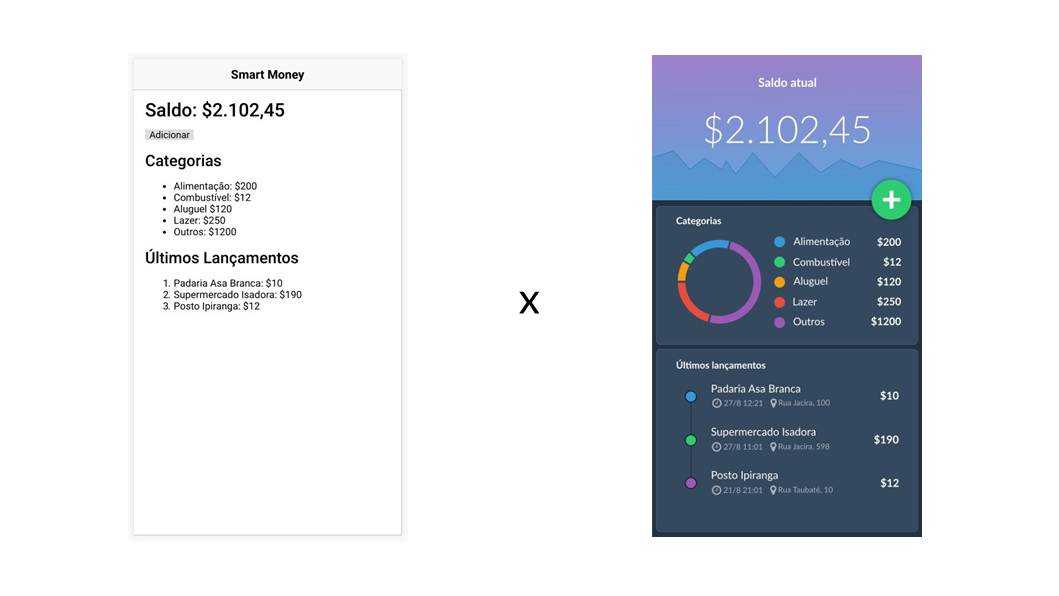 Smart Money
Saldo: $2.102,45
Adicionar
Categorias
• Alimentação: $200
• Combustível: $12
• Aluguel $120
• Lazer: $250
• Outros: $1200
Últimos Lançamentos
1. Padaria Asa Branca: $10
2. Supermercado Isadora: $190
3. Posto Ipiranga: $12
x
Saldo atual
$2.102,45
+
Categorias
Alimentação $200
Combustível $12
Aluguel $120
Lazer $250
Outros $1200
Últimos lançamentos
Padaria Asa Branca $10
27/8 12:21 Rua Jacira, 100
Supermercado Isadora $190
27/8 11:01 Rua Jacira, 598
Posto Ipiranga $12
21/8 21:01 Rua Taubaté, 10